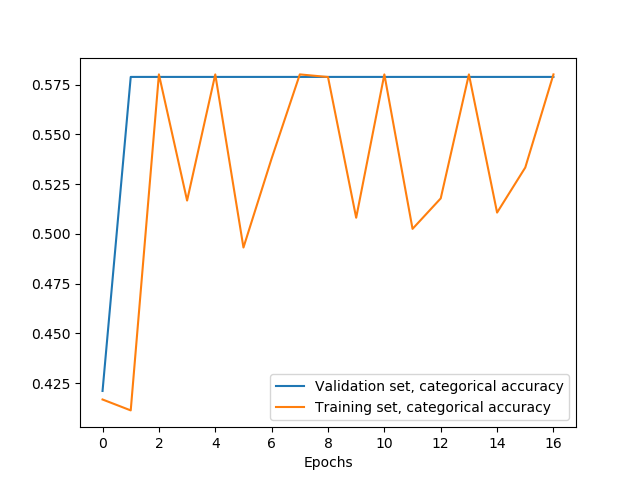 0.575
0.550
0.525
0.500
0.475
0.450
0.425
Validation set, categorical accuracy
Training set, categorical accuracy
0 2 4 6 8 10 12 14 16
Epochs